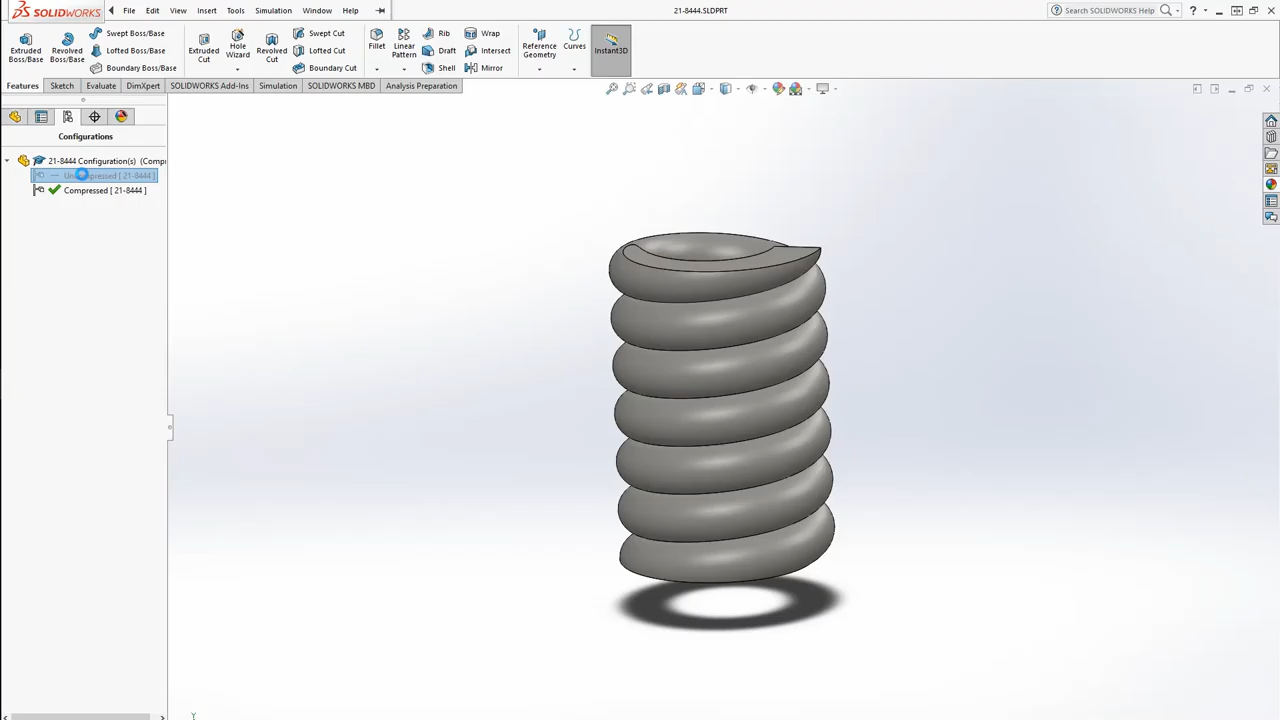 SOLIDWORKS
File Edit View Insert Tools Simulation Window Help
21-8444.SLDPRT
Search SOLIDWORKS Help
Extruded Boss/Base
Revolved Boss/Base
Swept Boss/Base
Lofted Boss/Base
Boundary Boss/Base
Extruded Cut
Hole Wizard
Revolved Cut
Swept Cut
Lofted Cut
Boundary Cut
Fillet
Linear Pattern
Rib
Draft
Shell
Wrap
Intersect
Mirror
Reference Geometry
Curves
Instant3D
Features Sketch Evaluate DimXpert SOLIDWORKS Add-Ins Simulation SOLIDWORKS MBD Analysis Preparation
Configurations
21-8444 Configuration(s) (Compr
[ 21-8444 ]
Compressed [ 21-8444 ]
Y